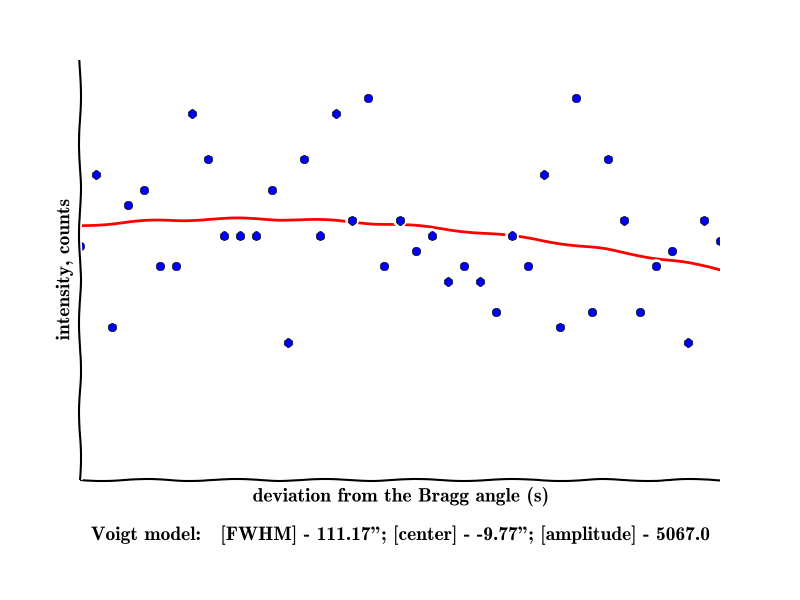 intensity, counts
deviation from the Bragg angle (s)
Voigt model: [FWHM] - 111.17”; [center] - -9.77”; [amplitude] - 5067.0